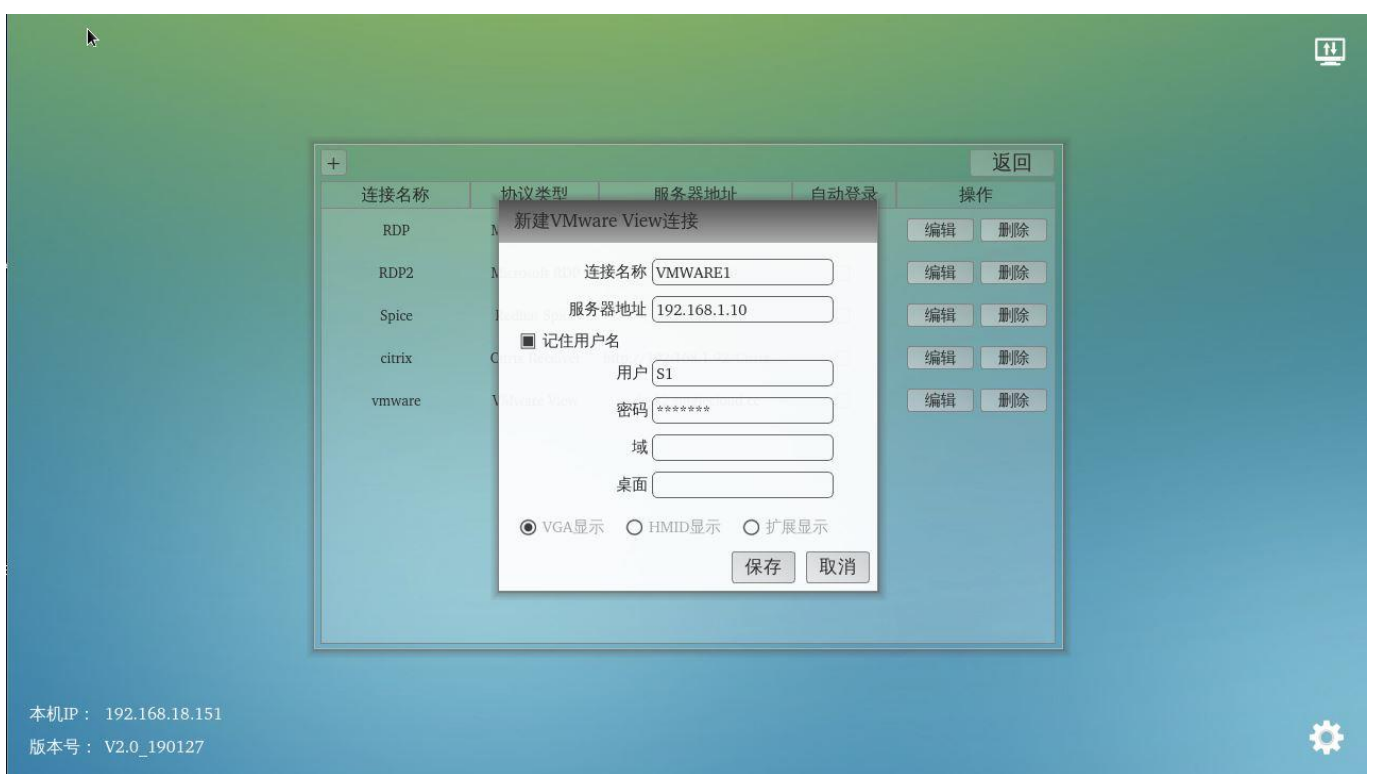 + 返回
连接名称 协议类型 服务器地址 自动登录 操作
新建VMware View连接
RDP 编辑 删除
连接名称 VMWARE1
RDP2 编辑 删除
服务器地址 192.168.1.10
Spice 编辑 删除
记住用户名
citrix 编辑 删除
用户 S1
vmware 编辑 删除
密码 *******
域
桌面
VGA显示 HMID显示 扩展显示
保存 取消
本机IP： 192.168.18.151
版本号： V2.0_190127